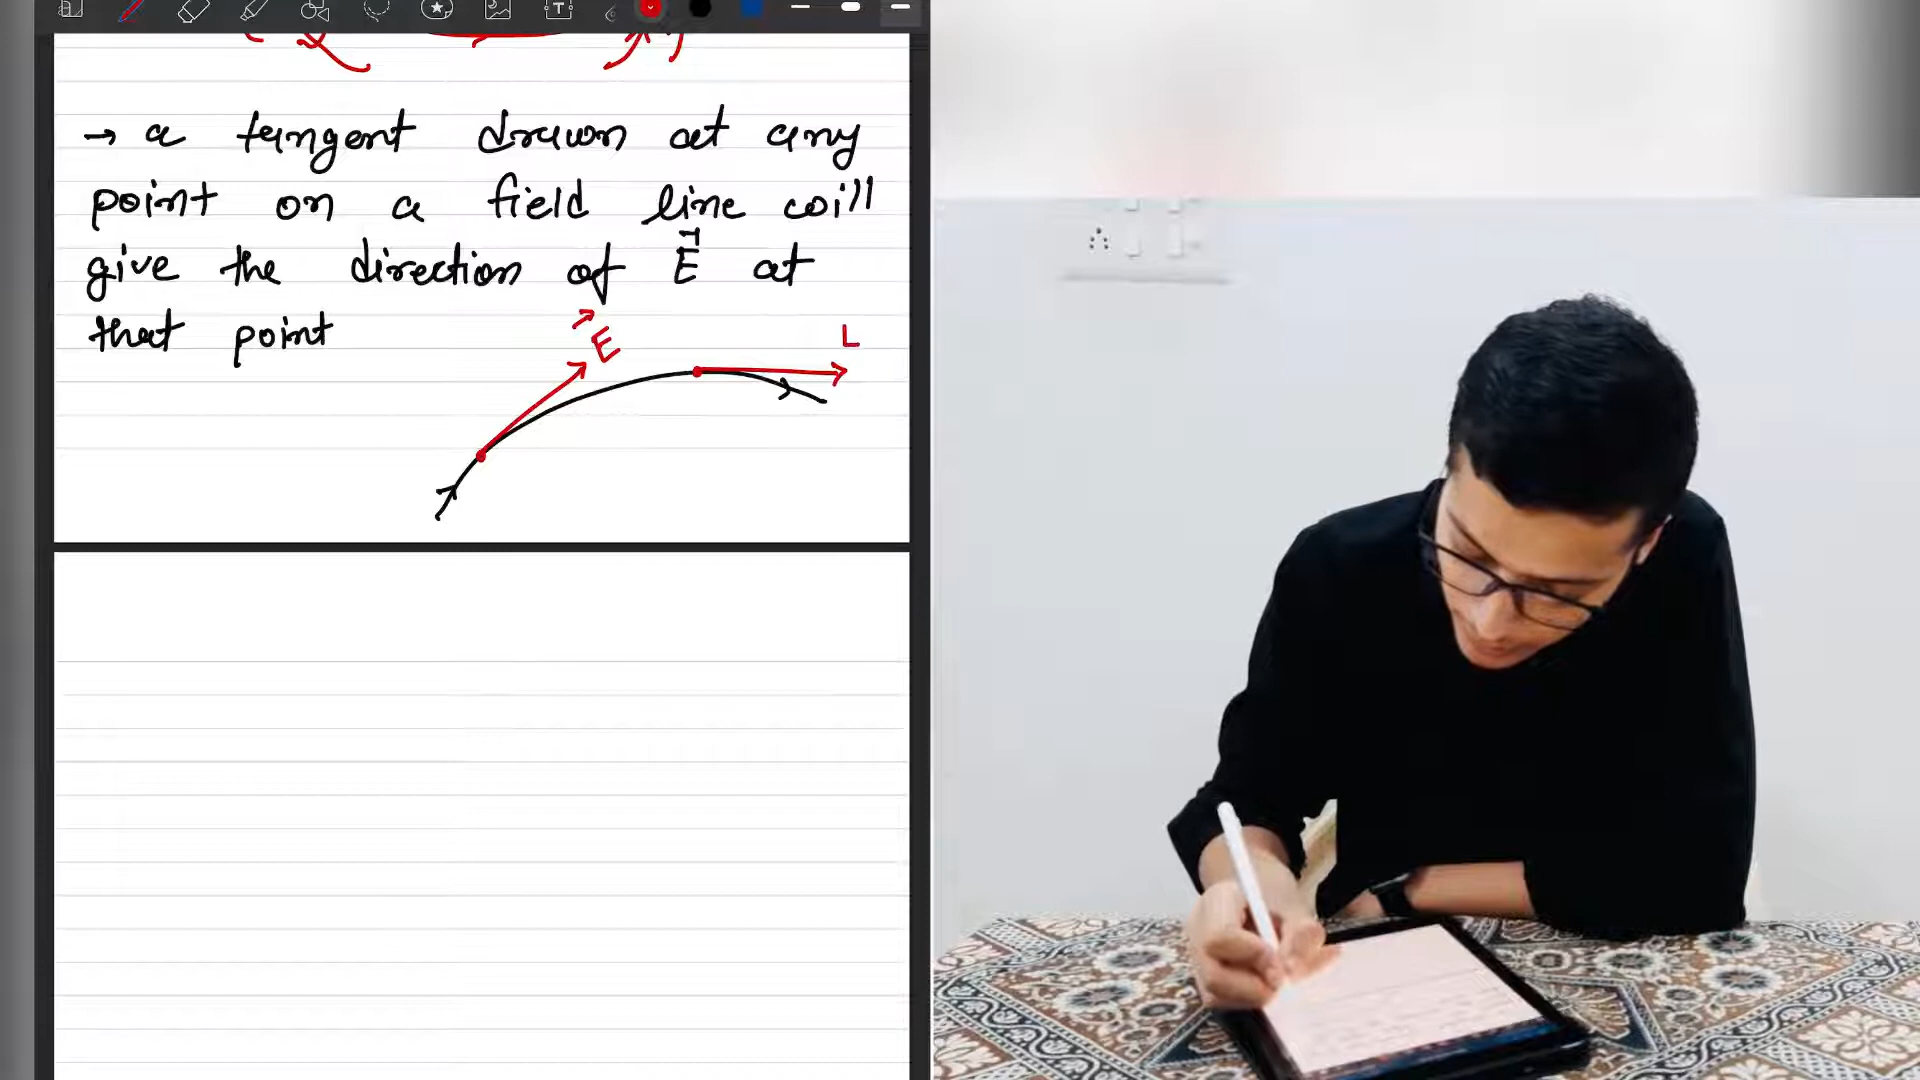 → a tangent drawn at any
point on a field line will
give the direction of E⃗ at
that point
E⃗
L
T